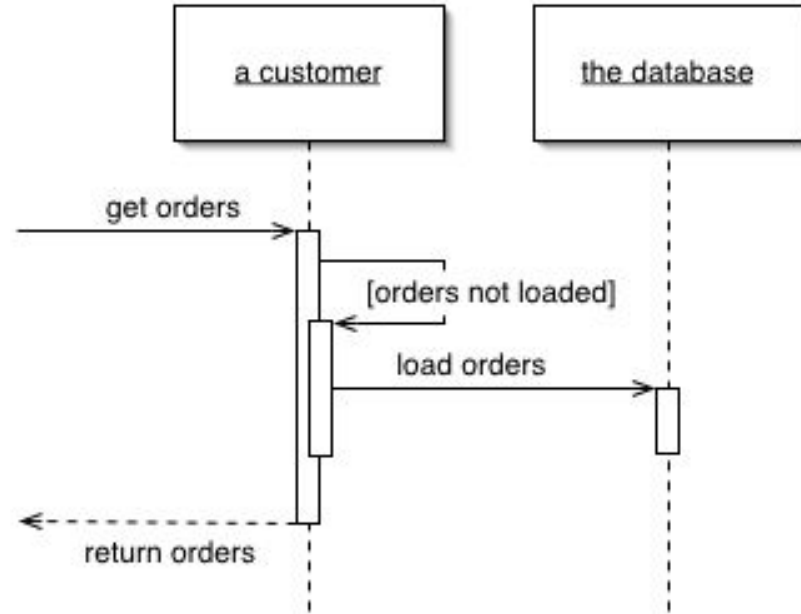 a customer
the database
get orders
[orders not loaded]
load orders
return orders